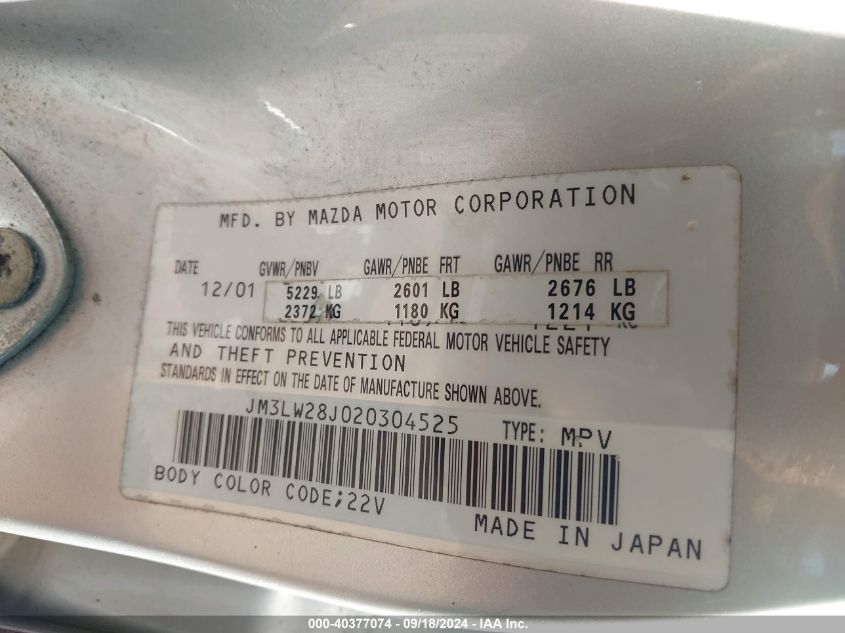 MFD. BY MAZDA MOTOR CORPORATION
DATE GVWR/PNBV GAWR/PNBE FRT GAWR/PNBE RR
12/01 5229 LB 2601 LB 2676 LB
2372 KG 1180 KG 1214 KG
THIS VEHICLE CONFORMS TO ALL APPLICABLE FEDERAL MOTOR VEHICLE SAFETY
AND THEFT PREVENTION
STANDARDS IN EFFECT ON THE DATE OF MANUFACTURE SHOWN ABOVE.
JM3LW28J020304525 TYPE: MPV
BODY COLOR CODE;22V
MADE IN JAPAN
000-40377074 - 09/18/2024 - IAA Inc.